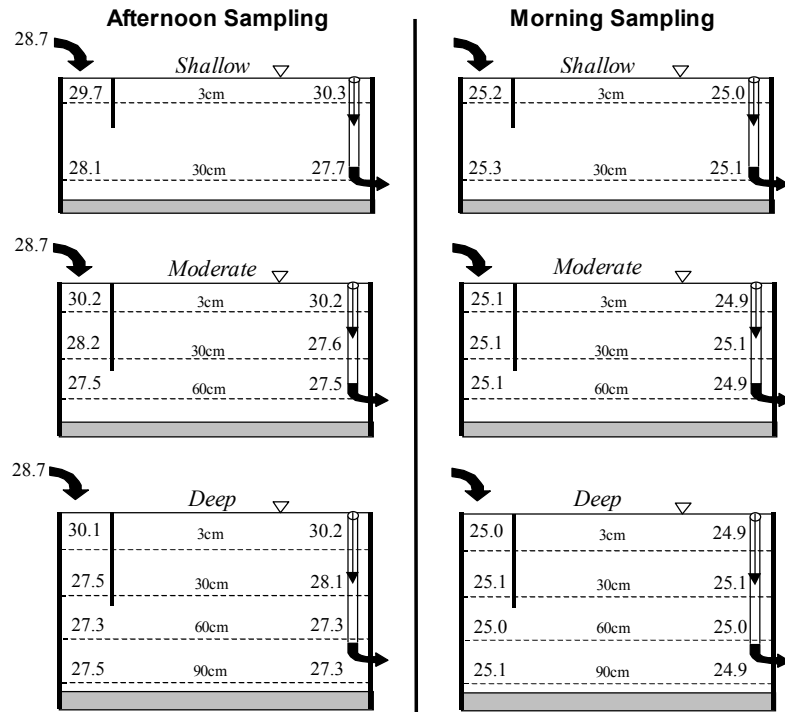 Afternoon Sampling
28.7
Shallow
29.7 3cm 30.3
28.1 30cm 27.7
28.7
Moderate
30.2 3cm 30.2
28.2 30cm 27.6
27.5 60cm 27.5
28.7
Deep
30.1 3cm 30.2
27.5 30cm 28.1
27.3 60cm 27.3
27.5 90cm 27.3
Morning Sampling
Shallow
25.2 3cm 25.0
25.3 30cm 25.1
Moderate
25.1 3cm 24.9
25.1 30cm 25.1
25.1 60cm 24.9
Deep
25.0 3cm 24.9
25.1 30cm 25.1
25.0 60cm 25.0
25.1 90cm 24.9